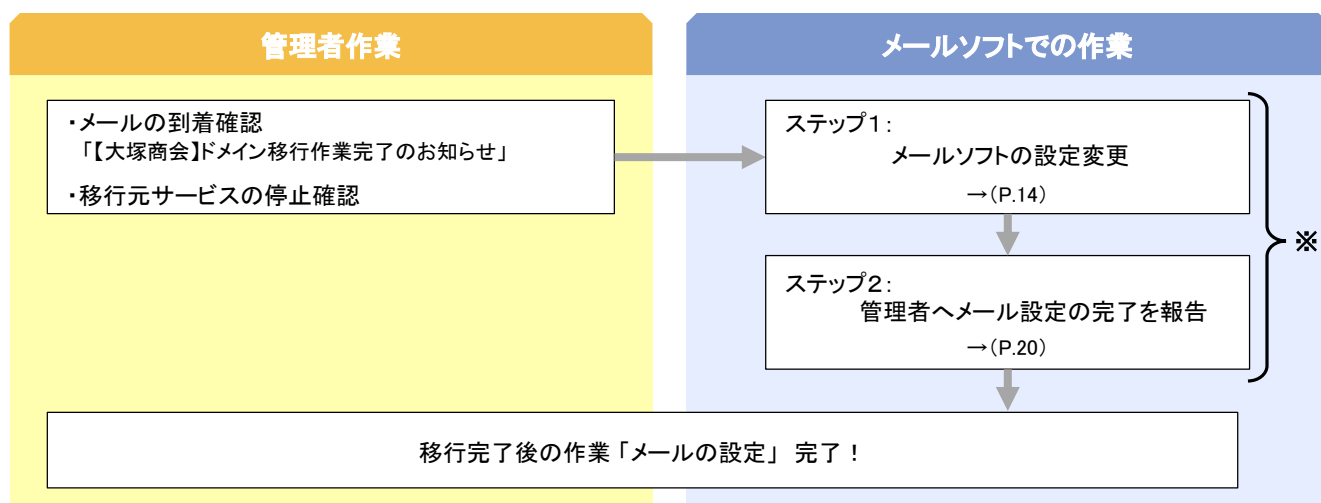 管理者作業
・メールの到着確認
「【大塚商会】ドメイン移行作業完了のお知らせ」
・移行元サービスの停止確認
メールソフトでの作業
ステップ1：
メールソフトの設定変更
→（P.14）
ステップ2：
管理者へメール設定の完了を報告
→（P.20）
※
移行完了後の作業「メールの設定」 完了！